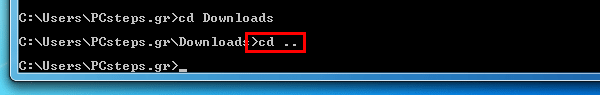 C:\Users\PCsteps.gr>cd Downloads
C:\Users\PCsteps.gr\Downloads>cd ..
C:\Users\PCsteps.gr>_